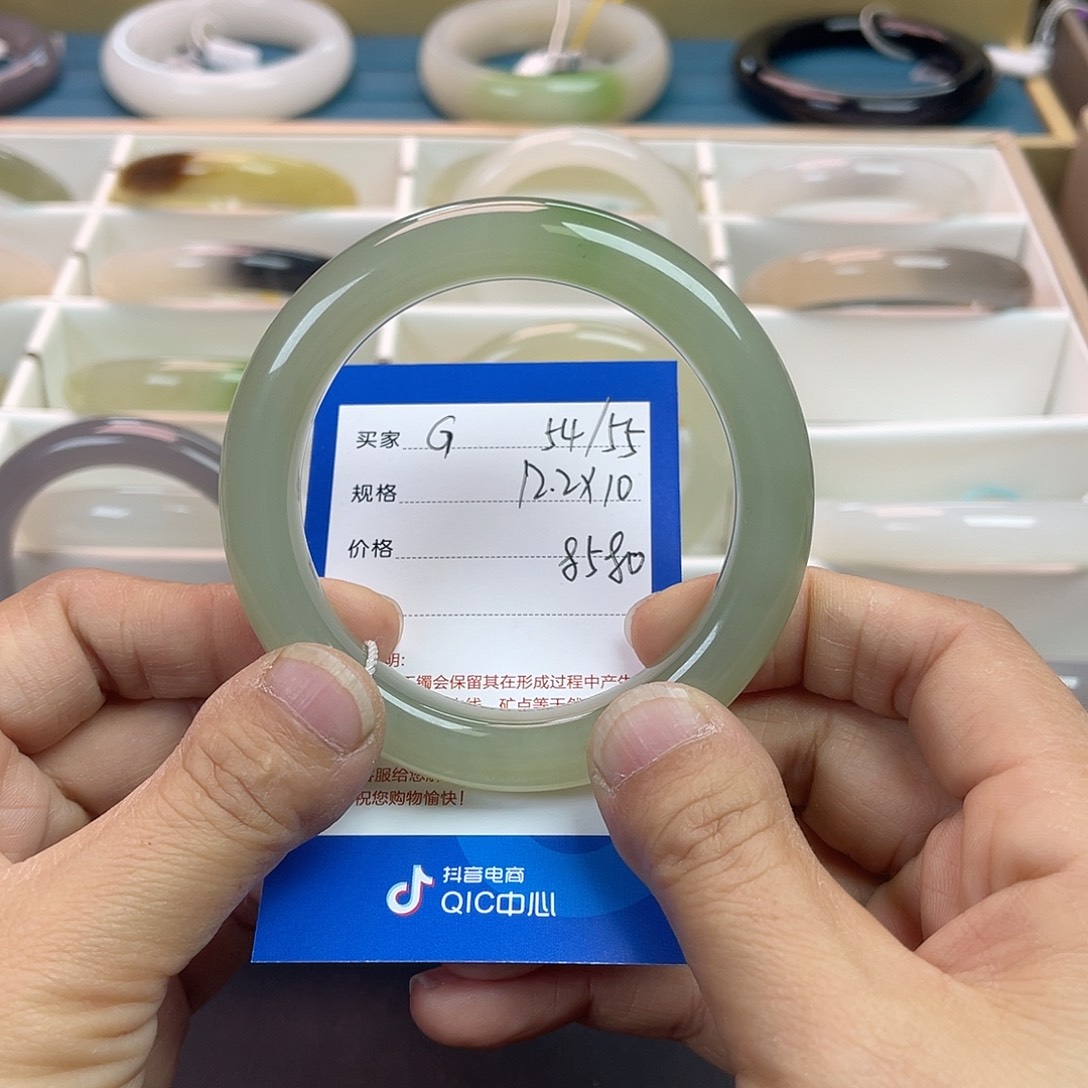 买家 G 54/55
规格 12.2X10
价格 8580
明:
镯会保留其在形成过程中产生
矿点等天然
服给您
祝您购物愉快！
抖音电商
QIC中心